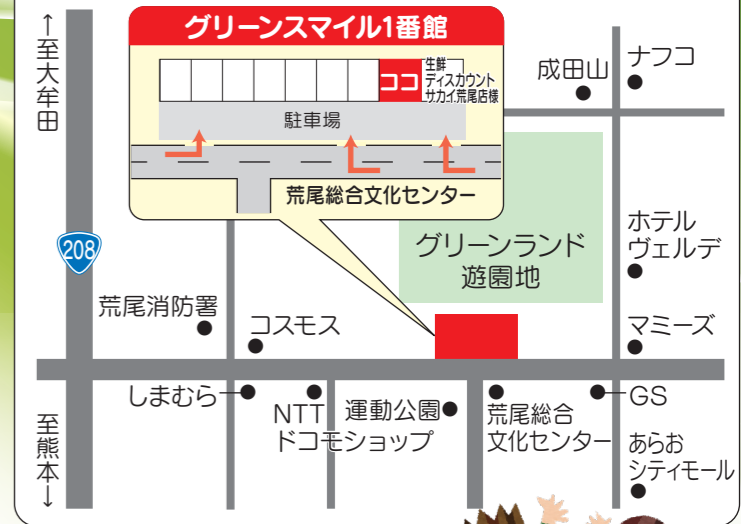 ↑至大牟田
グリーンスマイル1番館
ココ
生鮮
ディスカウント
サカイ荒尾店様
駐車場
荒尾総合文化センター
成田山
ナフコ
208
グリーンランド
遊園地
ホテル
ヴェルデ
荒尾消防署
コスモス
マミーズ
しまむら
NTT
ドコモショップ
運動公園
荒尾総合
文化センター
GS
あらお
シティモール
至熊本↓